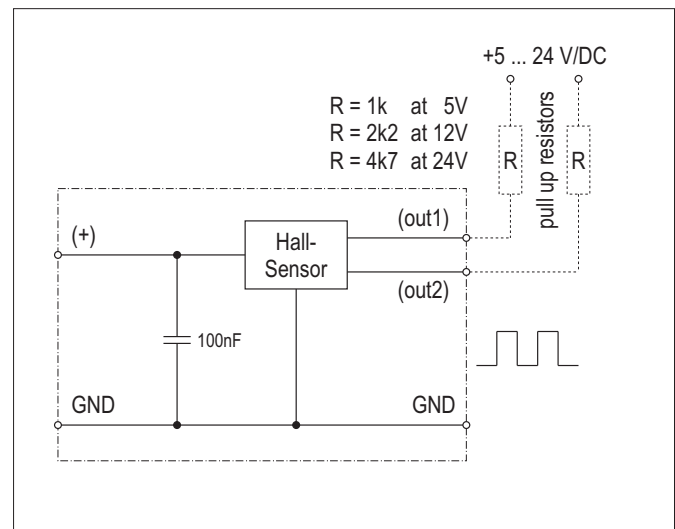 +5 ... 24 V/DC
R = 1k at 5V
R = 2k2 at 12V
R = 4k7 at 24V
R
pull up resistors
R
(+)
Hall-
Sensor
(out1)
(out2)
100nF
GND
GND